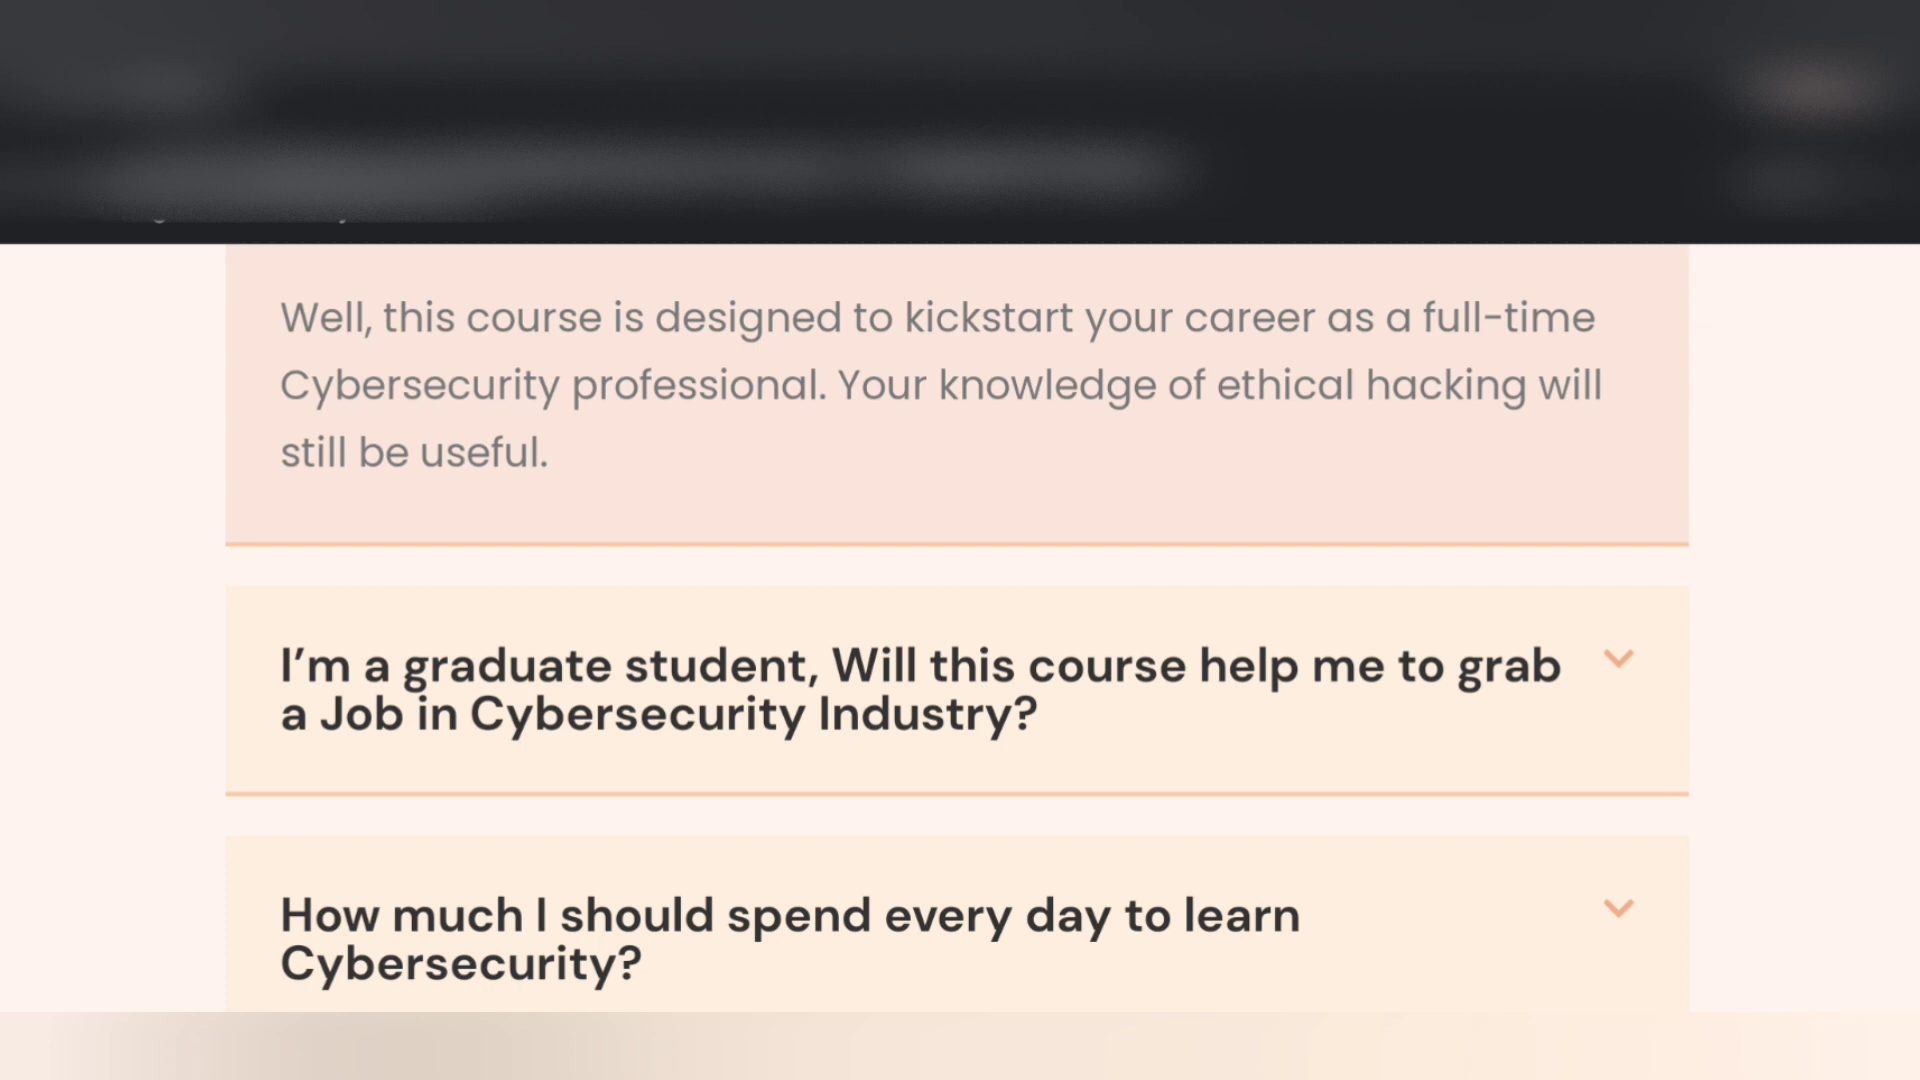 Well, this course is designed to kickstart your career as a full-time
Cybersecurity professional. Your knowledge of ethical hacking will
still be useful.
I’m a graduate student, Will this course help me to grab
a Job in Cybersecurity Industry?
How much I should spend every day to learn
Cybersecurity?